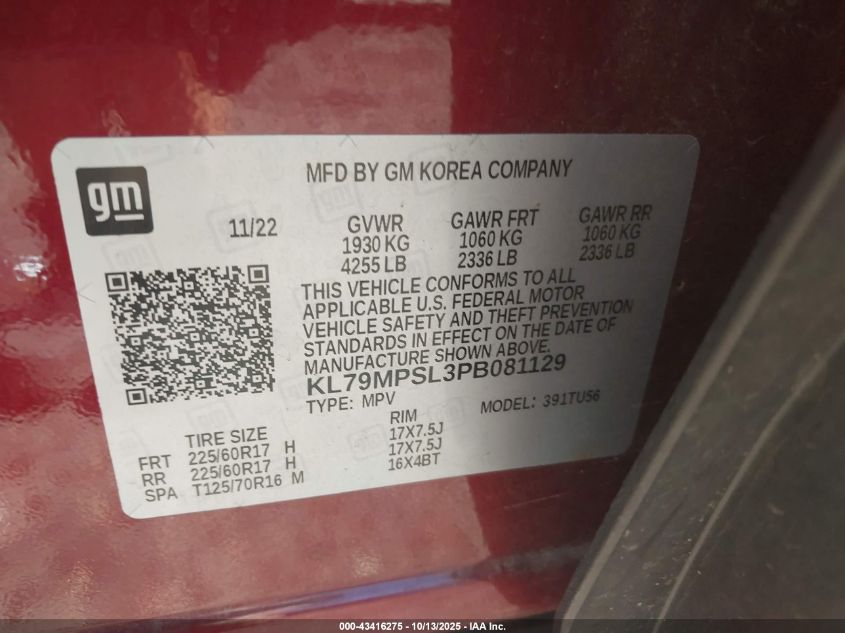 gm
MFD BY GM KOREA COMPANY
11/22
GVWR GAWR FRT GAWR RR
1930 KG 1060 KG 1060 KG
4255 LB 2336 LB 2336 LB
THIS VEHICLE CONFORMS TO ALL
APPLICABLE U.S. FEDERAL MOTOR
VEHICLE SAFETY AND THEFT PREVENTION
STANDARDS IN EFFECT ON THE DATE OF
MANUFACTURE SHOWN ABOVE.
KL79MPSL3PB081129
TYPE: MPV MODEL: 391TU56
TIRE SIZE RIM
FRT 225/60R17 H 17X7.5J
RR 225/60R17 H 17X7.5J
SPA T125/70R16 M 16X4BT
000-43416275 - 10/13/2025 - IAA Inc.